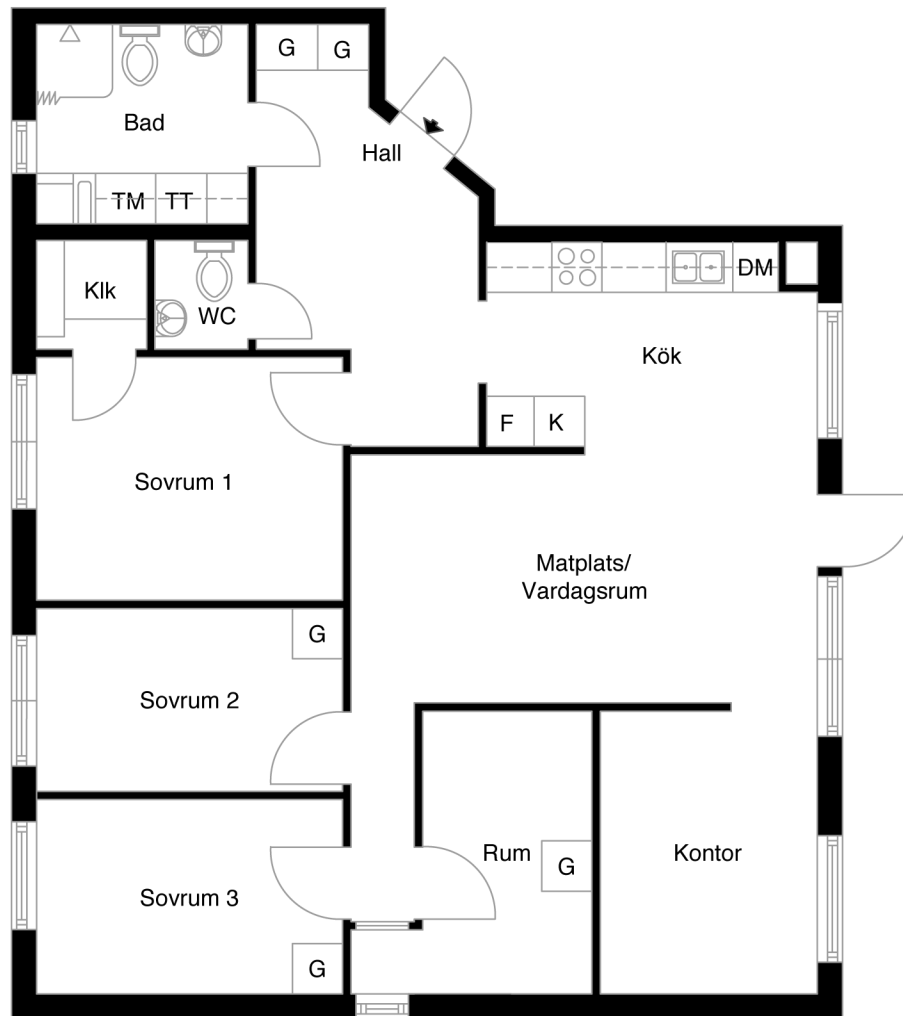 G
G
Bad
Hall
TM
TT
DM
Klk
WC
Kök
F
K
Sovrum 1
Matplats/
Vardagsrum
G
Sovrum 2
Rum
G
Kontor
Sovrum 3
G